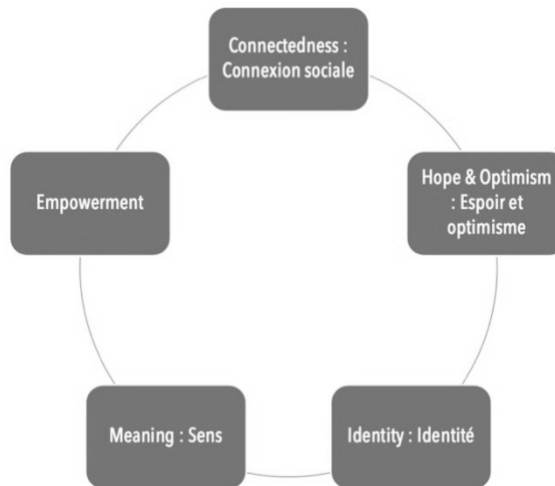 Connectedness :
Connexion sociale
Hope & Optimism
: Espoir et
optimisme
Identity : Identité
Meaning : Sens
Empowerment